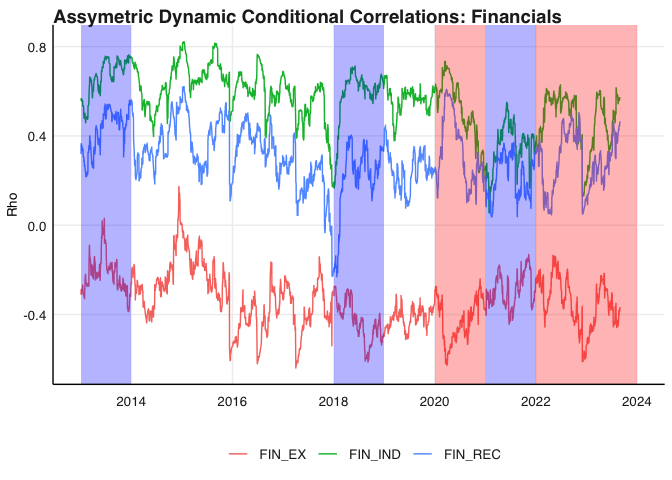 Assymetric Dynamic Conditional Correlations: Financials
0.8
0.4
0.0
-0.4
Rho
2014 2016 2018 2020 2022 2024
FIN_EX FIN_IND FIN_REC